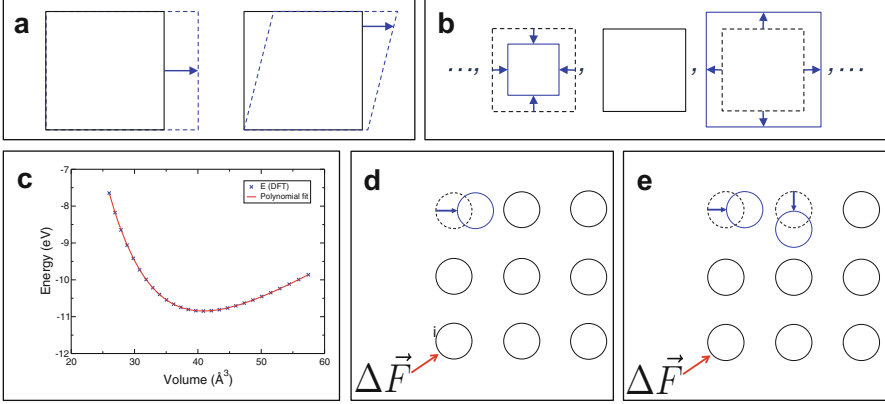 a
b
..., , , ,...
c
-7
-8
-9
-10
-11
-12
Energy (eV)
E (DFT)
Polynomial fit
20 30 40 50 60
Volume (Å³)
d
i
ΔF⃗
e
ΔF⃗